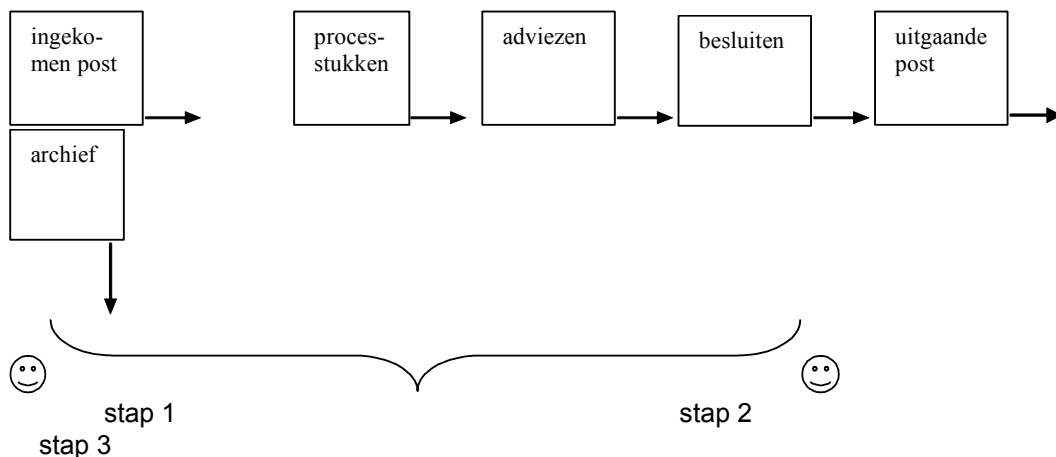 ingeko-
men post
proces-
stukken
adviezen
besluiten
uitgaande
post
archief
stap 1
stap 2
stap 3